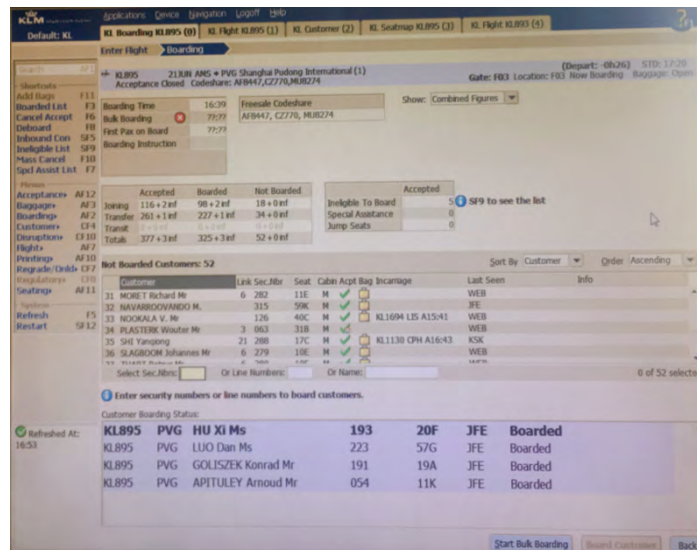 KLM
Applications Device Navigation Logoff Help
Default: KL
KL Boarding KL895 (0) KL Flight KL895 (1) KL Customer (2) KL Seatmap KL895 (3) KL Flight KL893 (4)
Enter Flight Boarding
Search AF1
KL895 21JUN AMS PVG Shanghai Pudong International (1)
Acceptance Closed Codeshare: AF8447,CZ770,MU8274
(Depart: -0h26) STD: 17:20
Gate: F03 Location: F03 Now Boarding Baggage: Open
Shortcuts
Add Bags F11
Boarded List F3
Cancel Accept F6
Deboard F8
Inbound Con SF5
Ineligible List SF9
Mass Cancel F10
Spcl Assist List F7
Menus
Acceptance» AF12
Baggage» AF3
Boarding» AF2
Customer» CF4
Disruption» CF10
Flight» AF7
Printing» AF10
Regrade/Onld» CF7
Regulatory» CF8
Seating» AF11
System
Refresh F5
Restart SF12
Boarding Time 16:39
Bulk Boarding ??:??
First Pax on Board ??:??
Boarding Instruction
Freesale Codeshare
AF8447, CZ770, MU8274
Show: Combined Figures
Accepted Boarded Not Boarded
Joining 116+2inf 98+2inf 18+0inf
Transfer 261+1inf 227+1inf 34+0inf
Transit 0+0inf 0+0inf 0+0inf
Totals 377+3inf 325+3inf 52+0inf
Accepted
Ineligible To Board 5 SF9 to see the list
Special Assistance 0
Jump Seats 0
Not Boarded Customers: 52
Sort By Customer Order Ascending
Customer Link Sec.Nbr Seat Cabin Acpt Bag Incarriage Last Seen Info
31 MORET Richard Mr 6 282 11E M WEB
32 NAVARROOVANDO M. 315 59K M JFE
33 NOOKALA V. Mr 126 40C M KL1694 LIS A15:41 WEB
34 PLASTERK Wouter Mr 3 063 31B M WEB
35 SHI Yanqiong 21 288 17C M KL1130 CPH A16:43 KSK
36 SLAGBOOM Johannes Mr 6 279 10E M WEB
Select Sec.Nbrs: Or Line Numbers: Or Name: 0 of 52 selecte
Enter security numbers or line numbers to board customers.
Customer Boarding Status:
Refreshed At:
16:53
KL895 PVG HU Xi Ms 193 20F JFE Boarded
KL895 PVG LUO Dan Ms 223 57G JFE Boarded
KL895 PVG GOLISZEK Konrad Mr 191 19A JFE Boarded
KL895 PVG APITULEY Arnoud Mr 054 11K JFE Boarded
Start Bulk Boarding Board Customer Back